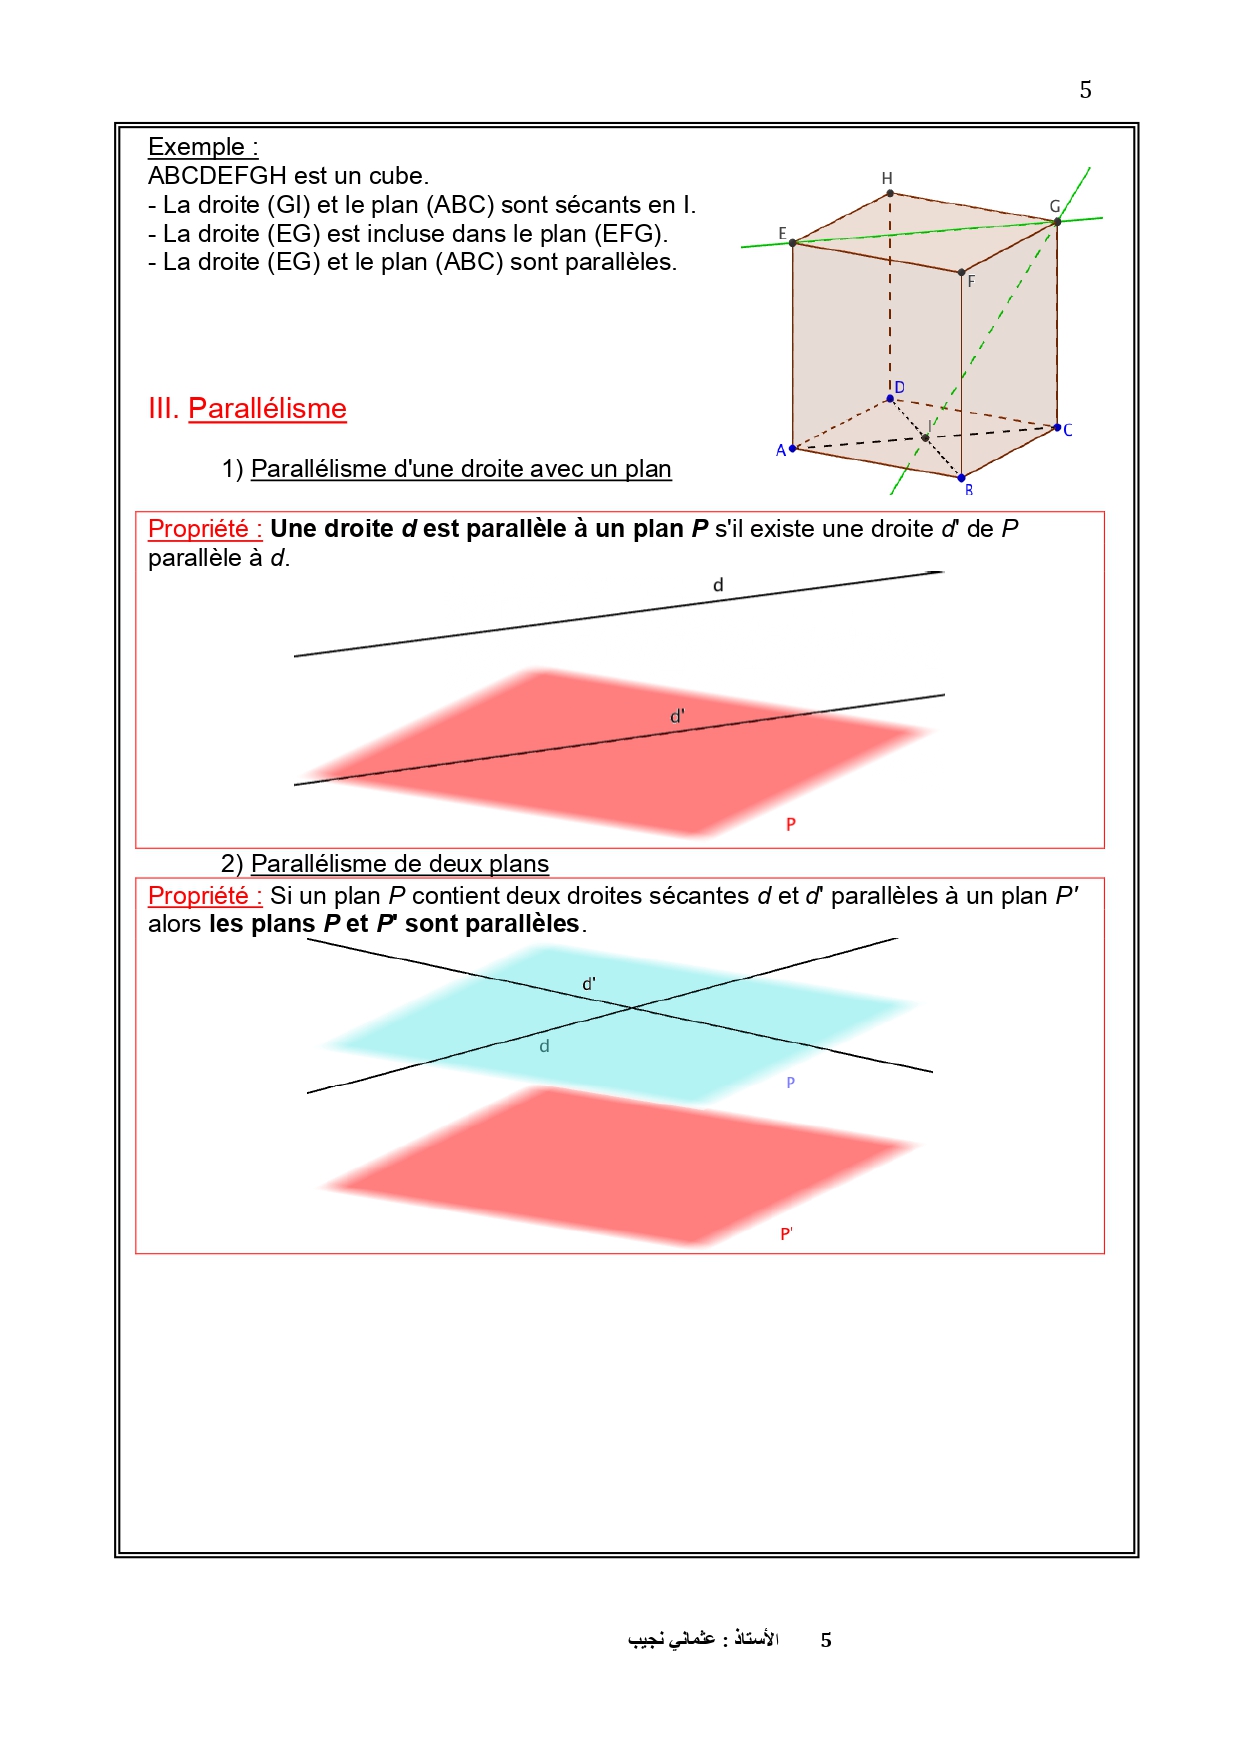 5
Exemple :
ABCDEFGH est un cube.
- La droite (GI) et le plan (ABC) sont sécants en I.
- La droite (EG) est incluse dans le plan (EFG).
- La droite (EG) et le plan (ABC) sont parallèles.
H
G
E
F
D
I
C
A
B
III. Parallélisme
1) Parallélisme d'une droite avec un plan
Propriété : Une droite d est parallèle à un plan P s'il existe une droite d' de P
parallèle à d.
d
d'
P
2) Parallélisme de deux plans
Propriété : Si un plan P contient deux droites sécantes d et d' parallèles à un plan P'
alors les plans P et P' sont parallèles.
d'
d
P
P'
الأستاذ : عثماني نجيب 5